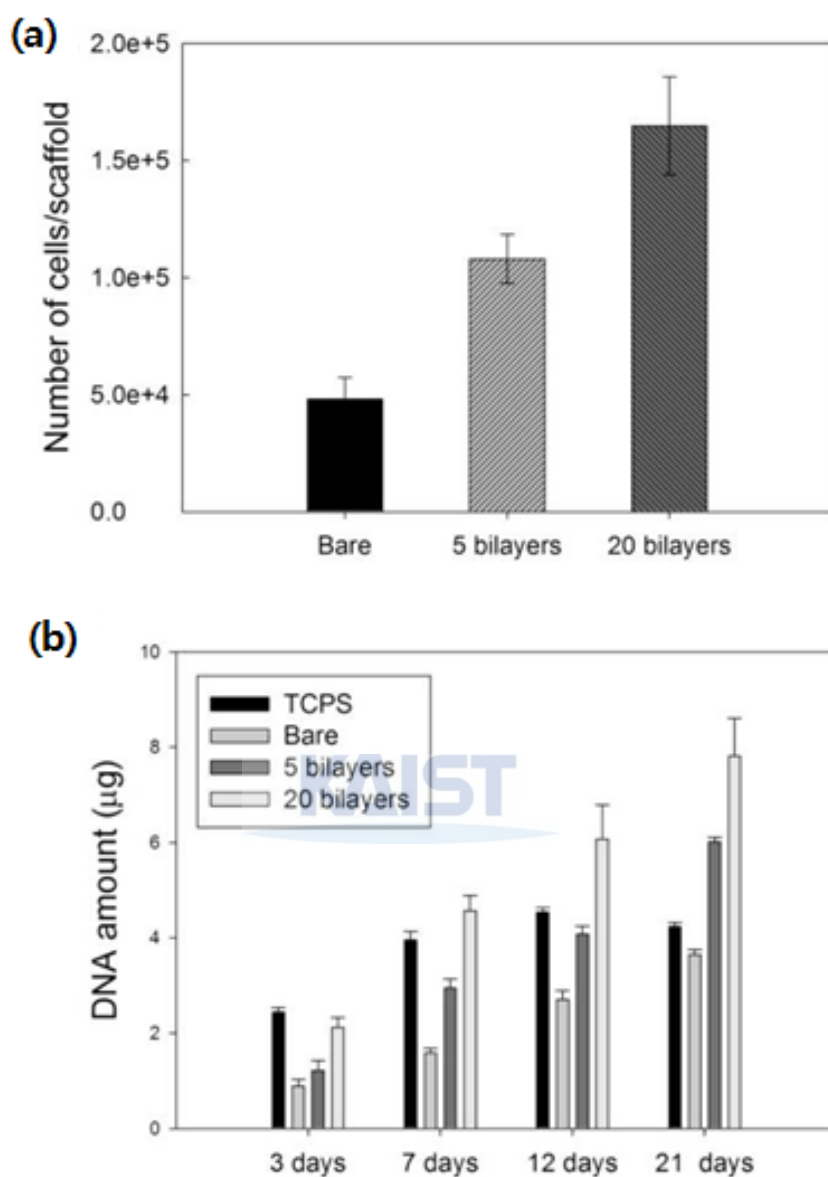 (a)
2.0e+5
1.5e+5
1.0e+5
5.0e+4
0.0
Number of cells/scaffold
Bare 5 bilayers 20 bilayers
(b)
10
8
6
4
2
0
DNA amount (μg)
TCPS
Bare
5 bilayers
20 bilayers
KAIST
3 days 7 days 12 days 21 days